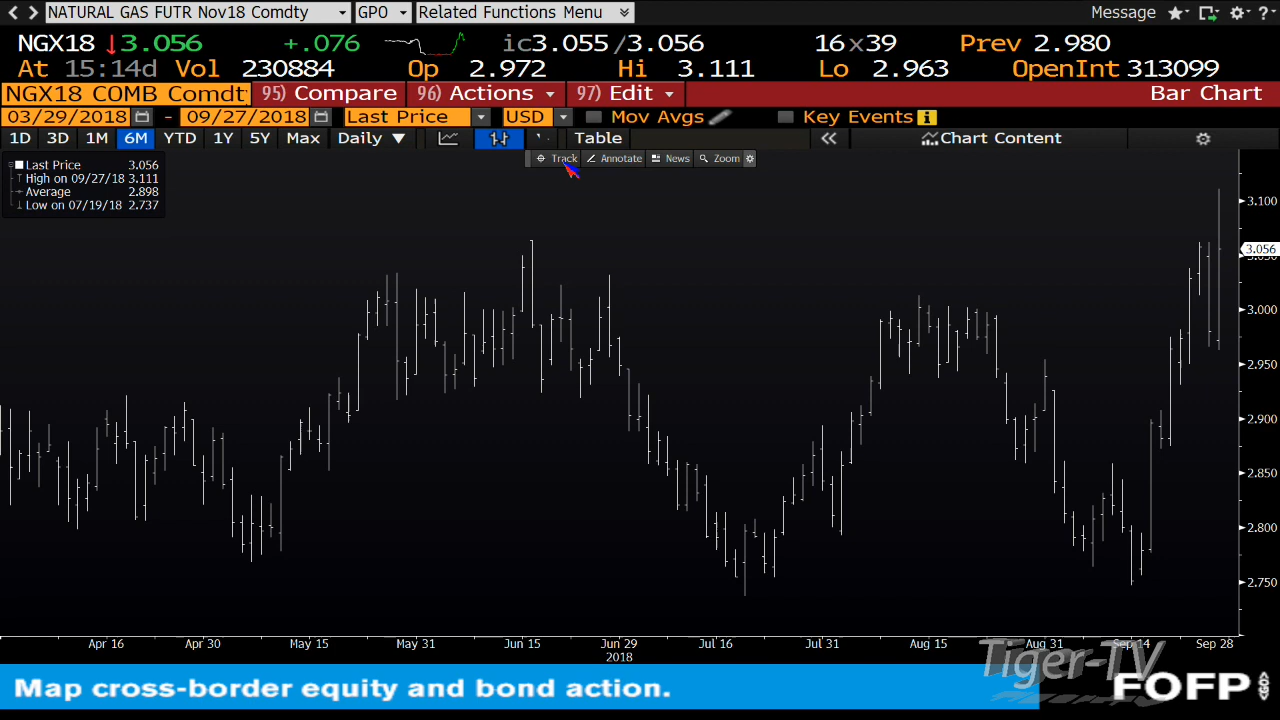 NATURAL GAS FUTR Nov18 Comdty GPO Related Functions Menu Message ?
NGX18 ↓3.056 +.076 ic3.055/3.056 16x39 Prev 2.980
At 15:14d Vol 230884 Op 2.972 Hi 3.111 Lo 2.963 OpenInt 313099
NGX18 COMB Comdt 95) Compare 96) Actions 97) Edit Bar Chart
03/29/2018 - 09/27/2018 Last Price USD Mov Avgs Key Events i
1D 3D 1M 6M YTD 1Y 5Y Max Daily ▼ Table « Chart Content
Track Annotate News Zoom
Last Price 3.056
High on 09/27/18 3.111
Average 2.898
Low on 07/19/18 2.737
3.100
3.056
3.050
3.000
2.950
2.900
2.850
2.800
2.750
Apr 16 Apr 30 May 15 May 31 Jun 15 Jun 29 Jul 16 Jul 31 Aug 15 Aug 31 Sep 14 Sep 28
2018
Tiger-TV
Map cross-border equity and bond action. FOFP <GO>